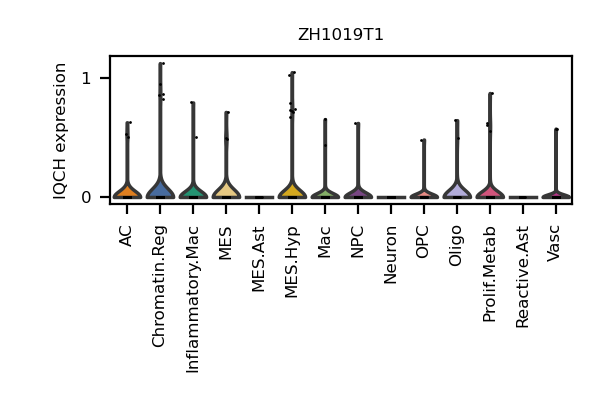 ZH1019T1
IQCH expression
1
0
AC
Chromatin.Reg
Inflammatory.Mac
MES
MES.Ast
MES.Hyp
Mac
NPC
Neuron
OPC
Oligo
Prolif.Metab
Reactive.Ast
Vasc